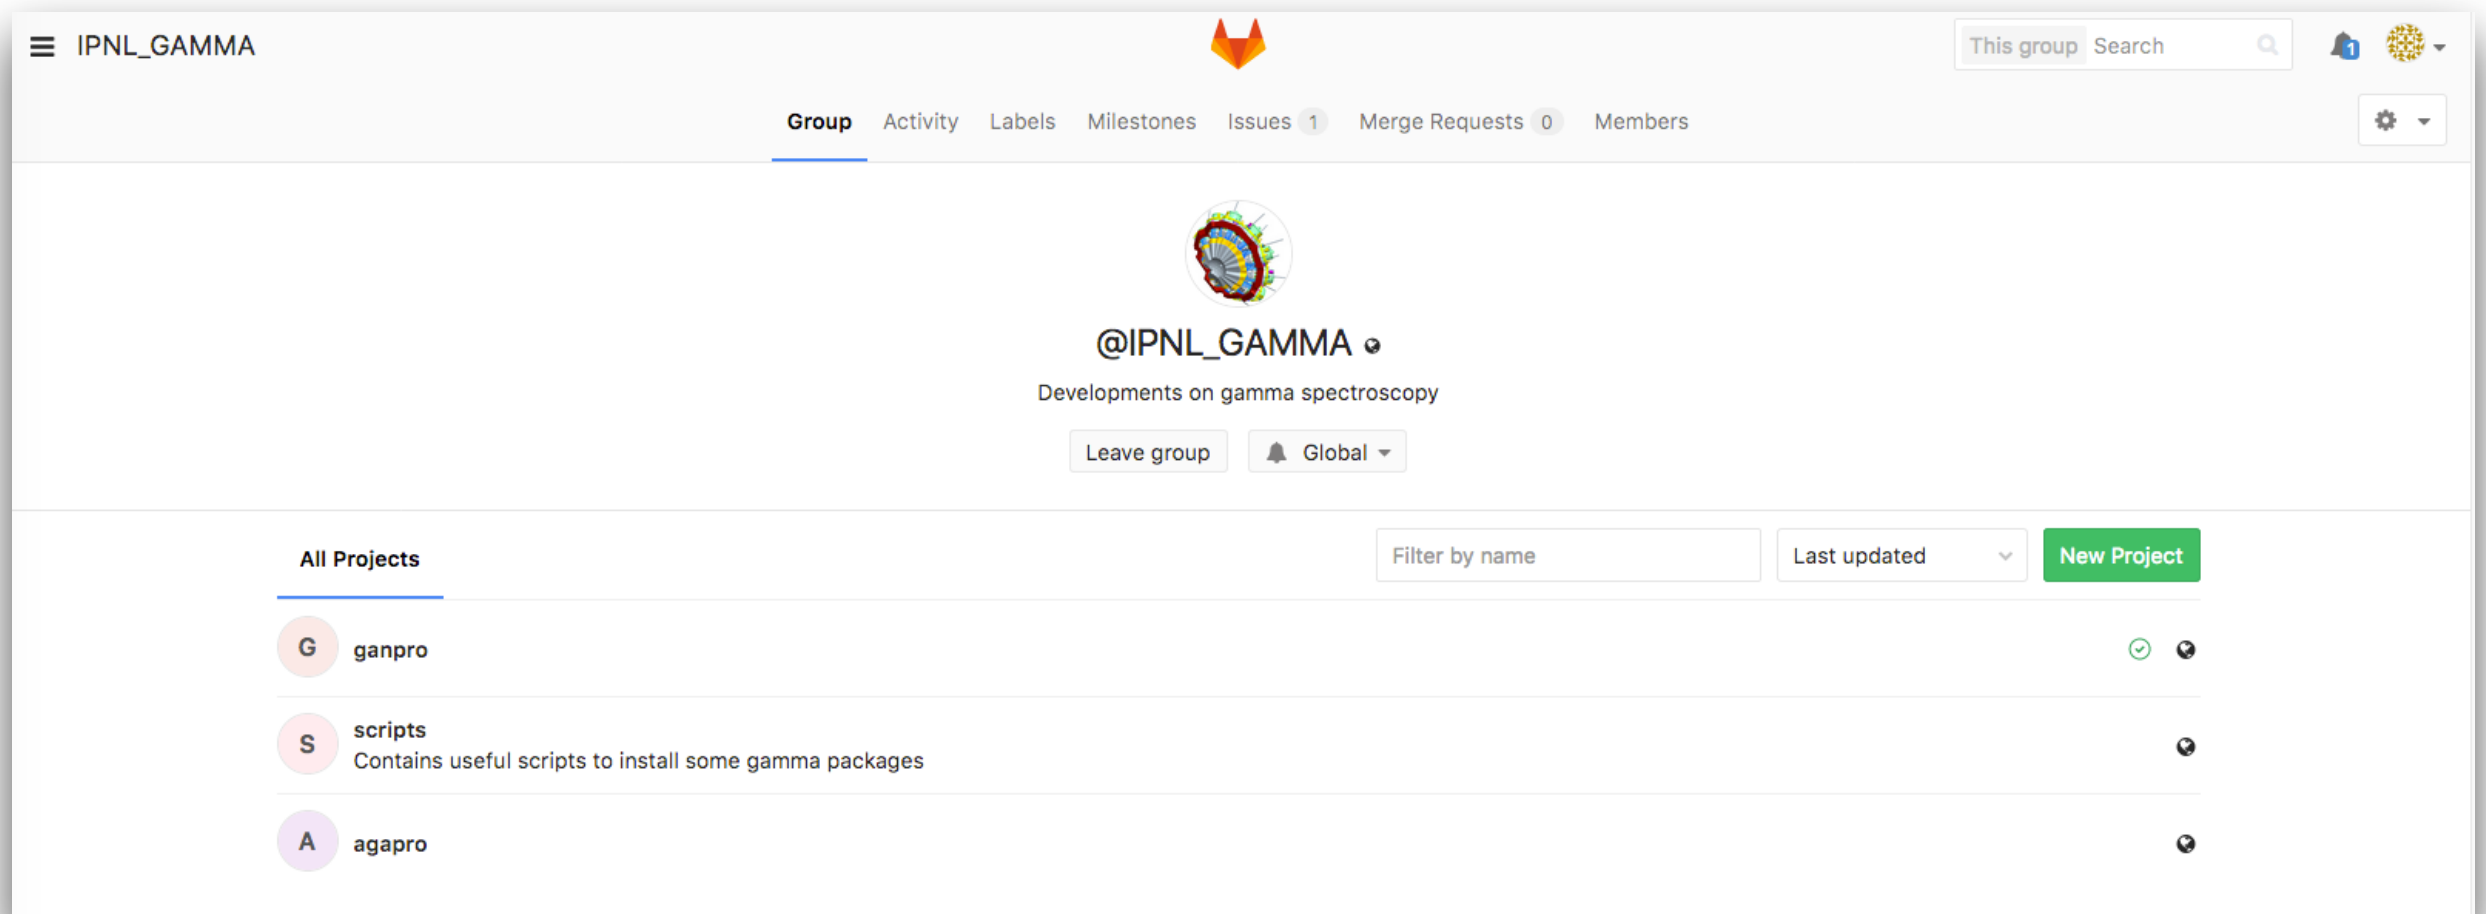 IPNL_GAMMA
This group Search
1
Group Activity Labels Milestones Issues 1 Merge Requests 0 Members
@IPNL_GAMMA
Developments on gamma spectroscopy
Leave group Global
All Projects Filter by name Last updated New Project
G ganpro
S scripts
Contains useful scripts to install some gamma packages
A agapro